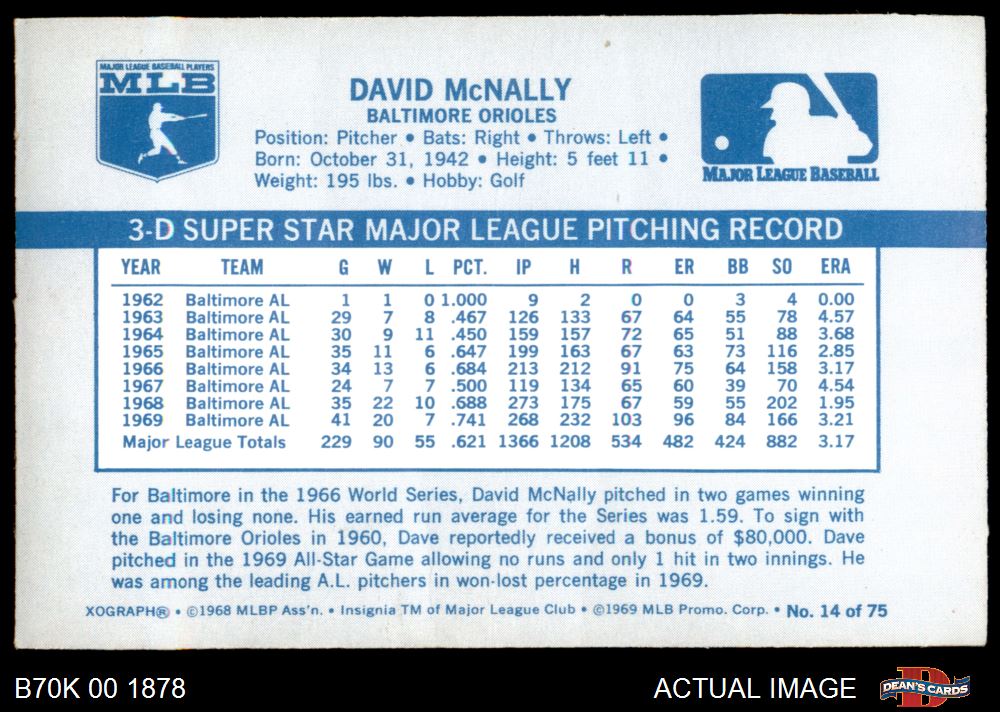 MAJOR LEAGUE BASEBALL PLAYERS
MLB
DAVID McNALLY
BALTIMORE ORIOLES
Position: Pitcher • Bats: Right • Throws: Left •
Born: October 31, 1942 • Height: 5 feet 11 •
Weight: 195 lbs. • Hobby: Golf
MAJOR LEAGUE BASEBALL
3-D SUPER STAR MAJOR LEAGUE PITCHING RECORD
YEAR TEAM G W L PCT. IP H R ER BB SO ERA
1962 Baltimore AL 1 1 0 1.000 9 2 0 0 3 4 0.00
1963 Baltimore AL 29 7 8 .467 126 133 67 64 55 78 4.57
1964 Baltimore AL 30 9 11 .450 159 157 72 65 51 88 3.68
1965 Baltimore AL 35 11 6 .647 199 163 67 63 73 116 2.85
1966 Baltimore AL 34 13 6 .684 213 212 91 75 64 158 3.17
1967 Baltimore AL 24 7 7 .500 119 134 65 60 39 70 4.54
1968 Baltimore AL 35 22 10 .688 273 175 67 59 55 202 1.95
1969 Baltimore AL 41 20 7 .741 268 232 103 96 84 166 3.21
Major League Totals 229 90 55 .621 1366 1208 534 482 424 882 3.17
For Baltimore in the 1966 World Series, David McNally pitched in two games winning
one and losing none. His earned run average for the Series was 1.59. To sign with
the Baltimore Orioles in 1960, Dave reportedly received a bonus of $80,000. Dave
pitched in the 1969 All-Star Game allowing no runs and only 1 hit in two innings. He
was among the leading A.L. pitchers in won-lost percentage in 1969.
XOGRAPH® • ©1968 MLBP Ass'n. • Insignia TM of Major League Club • ©1969 MLB Promo. Corp. • No. 14 of 75
B70K 00 1878
ACTUAL IMAGE
DEAN'S CARDS